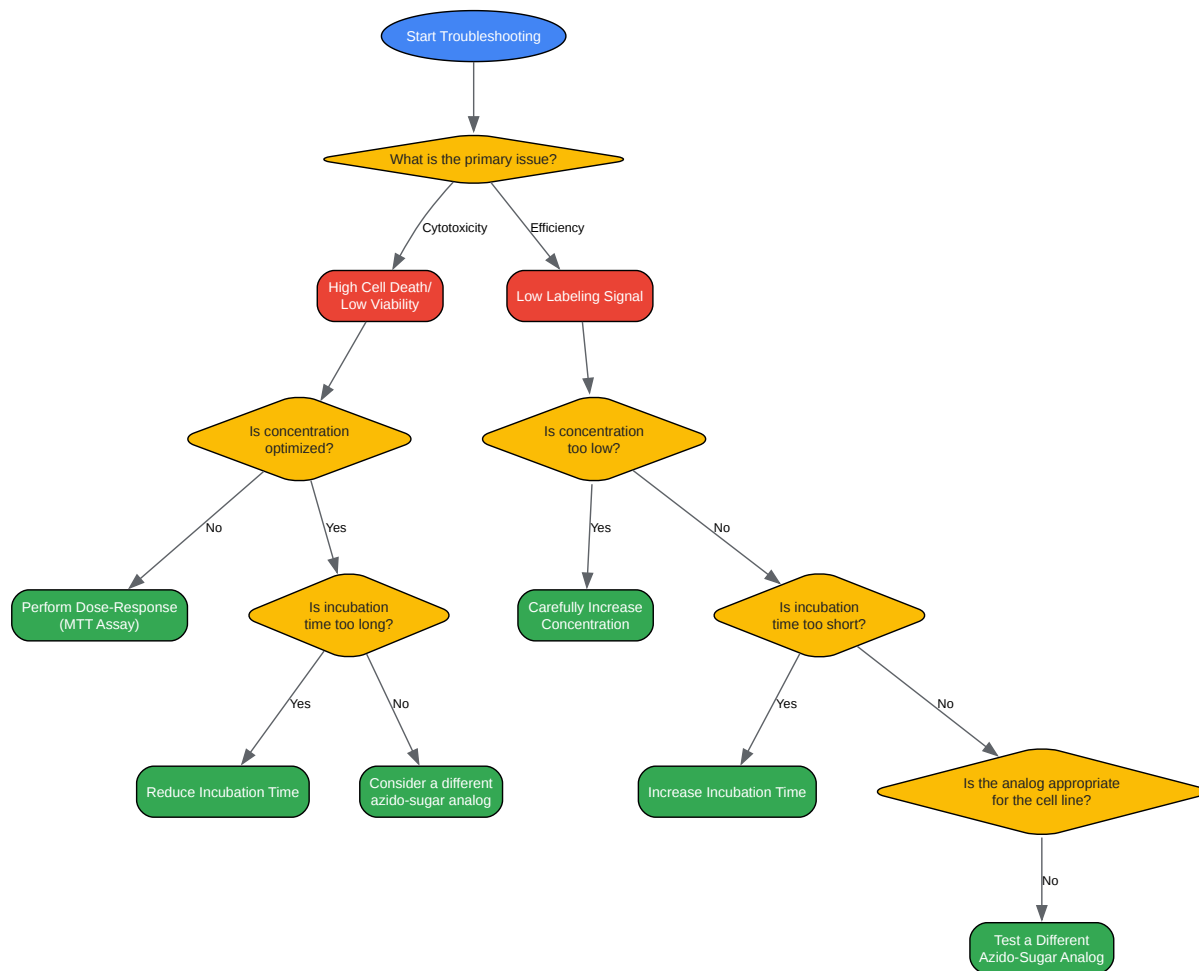 Start Troubleshooting
What is the primary issue?
Cytotoxicity
Efficiency
High Cell Death/
Low Viability
Low Labeling Signal
Is concentration
optimized?
Is concentration
too low?
No
Yes
Yes
No
Perform Dose-Response
(MTT Assay)
Is incubation
time too long?
Carefully Increase
Concentration
Is incubation
time too short?
Yes
No
Yes
No
Reduce Incubation Time
Consider a different
azido-sugar analog
Increase Incubation Time
Is the analog appropriate
for the cell line?
No
Test a Different
Azido-Sugar Analog